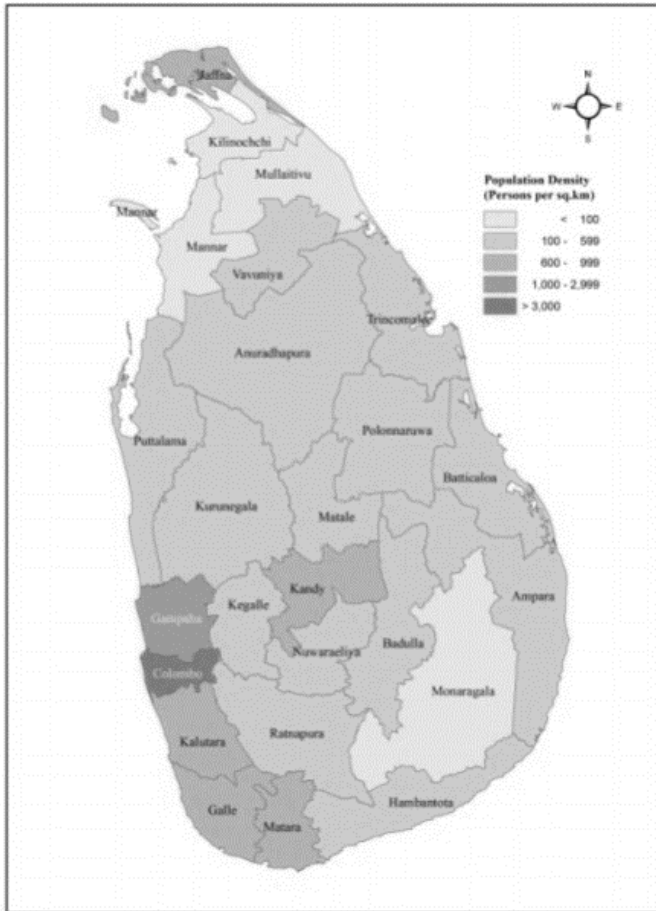 Jaffna
N
W E
S
Kilinochchi
Mullaitivu
Population Density
(Persons per sq.km)
< 100
100 - 599
600 - 999
1,000 - 2,999
> 3,000
Mannar
Mannar
Vavuniya
Trincomalee
Anuradhapura
Polonnaruwa
Puttalama
Batticaloa
Kurunegala
Matale
Kandy
Kegalle
Ampara
Gampaha
Badulla
Nuwaraeliya
Colombo
Monaragala
Ratnapura
Kalutara
Hambantota
Galle
Matara